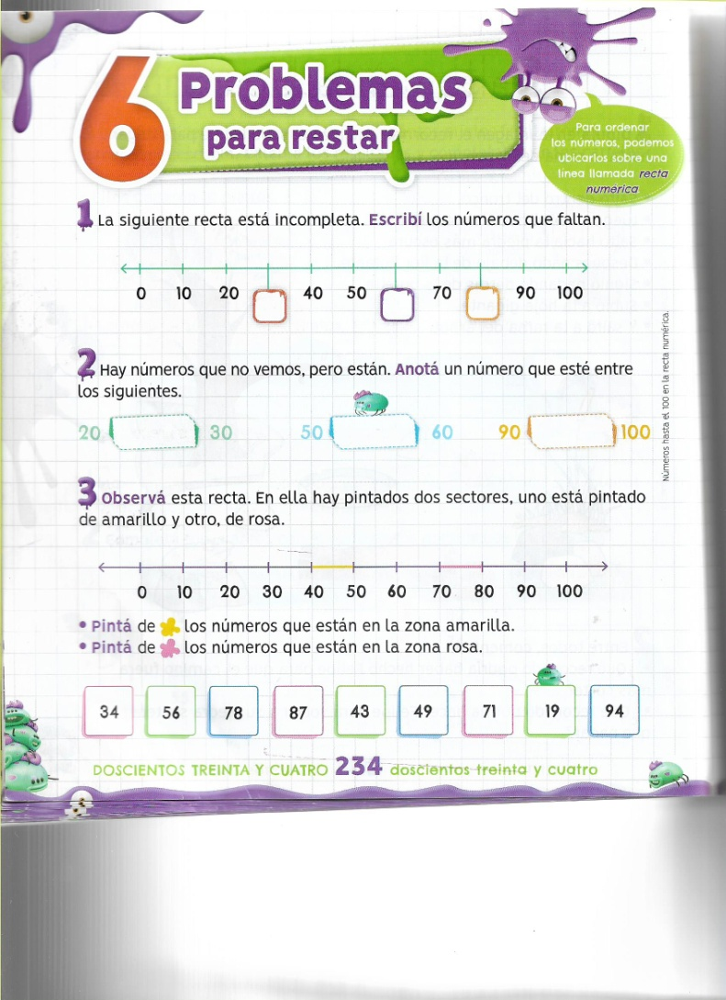 6 Problemas
para restar
Para ordenar
los números, podemos
ubicarlos sobre una
línea llamada recta
numérica
1 La siguiente recta está incompleta. Escribí los números que faltan.
0 10 20 40 50 70 90 100
2 Hay números que no vemos, pero están. Anotá un número que esté entre
los siguientes.
20 30 50 60 90 100
Números hasta el 100 en la recta numérica.
3 Observá esta recta. En ella hay pintados dos sectores, uno está pintado
de amarillo y otro, de rosa.
0 10 20 30 40 50 60 70 80 90 100
• Pintá de los números que están en la zona amarilla.
• Pintá de los números que están en la zona rosa.
34 56 78 87 43 49 71 19 94
DOSCIENTOS TREINTA Y CUATRO 234 doscientos treinta y cuatro